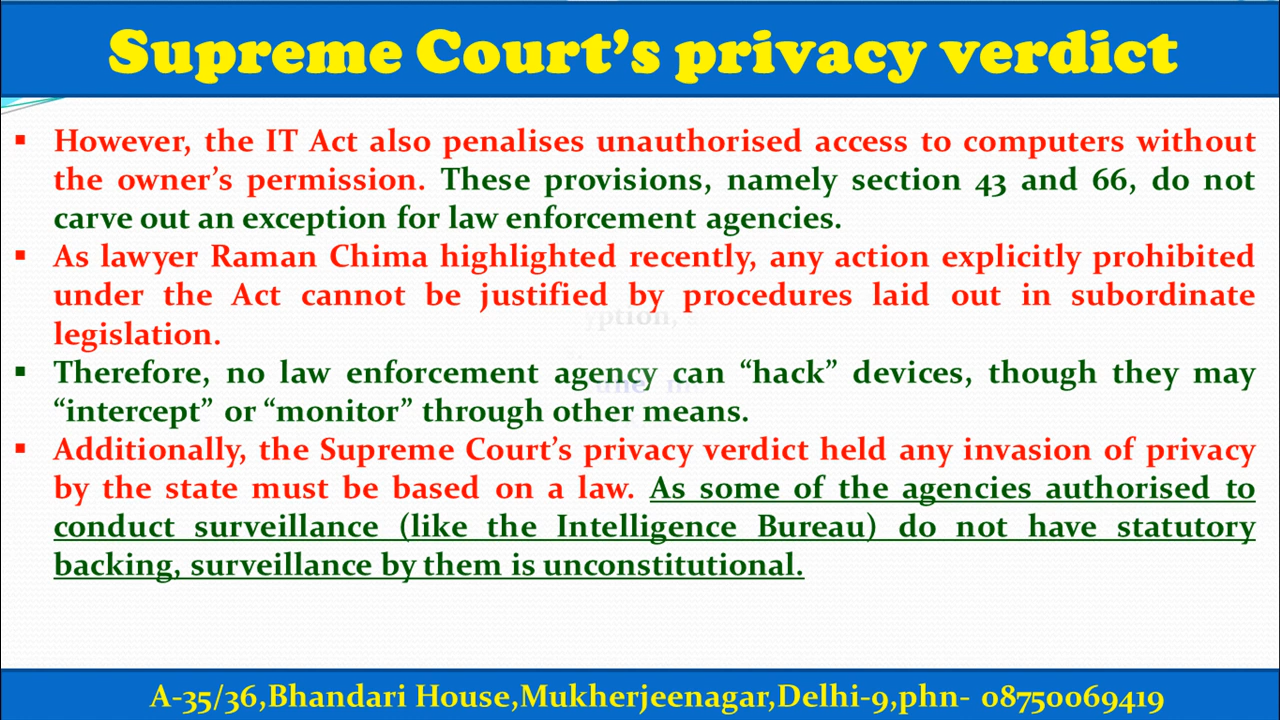 Supreme Court’s privacy verdict
▪ However, the IT Act also penalises unauthorised access to computers without
the owner’s permission. These provisions, namely section 43 and 66, do not
carve out an exception for law enforcement agencies.
▪ As lawyer Raman Chima highlighted recently, any action explicitly prohibited
under the Act cannot be justified by procedures laid out in subordinate
legislation.
▪ Therefore, no law enforcement agency can “hack” devices, though they may
“intercept” or “monitor” through other means.
▪ Additionally, the Supreme Court’s privacy verdict held any invasion of privacy
by the state must be based on a law. As some of the agencies authorised to
conduct surveillance (like the Intelligence Bureau) do not have statutory
backing, surveillance by them is unconstitutional.
A-35/36,Bhandari House,Mukherjeenagar,Delhi-9,phn- 08750069419